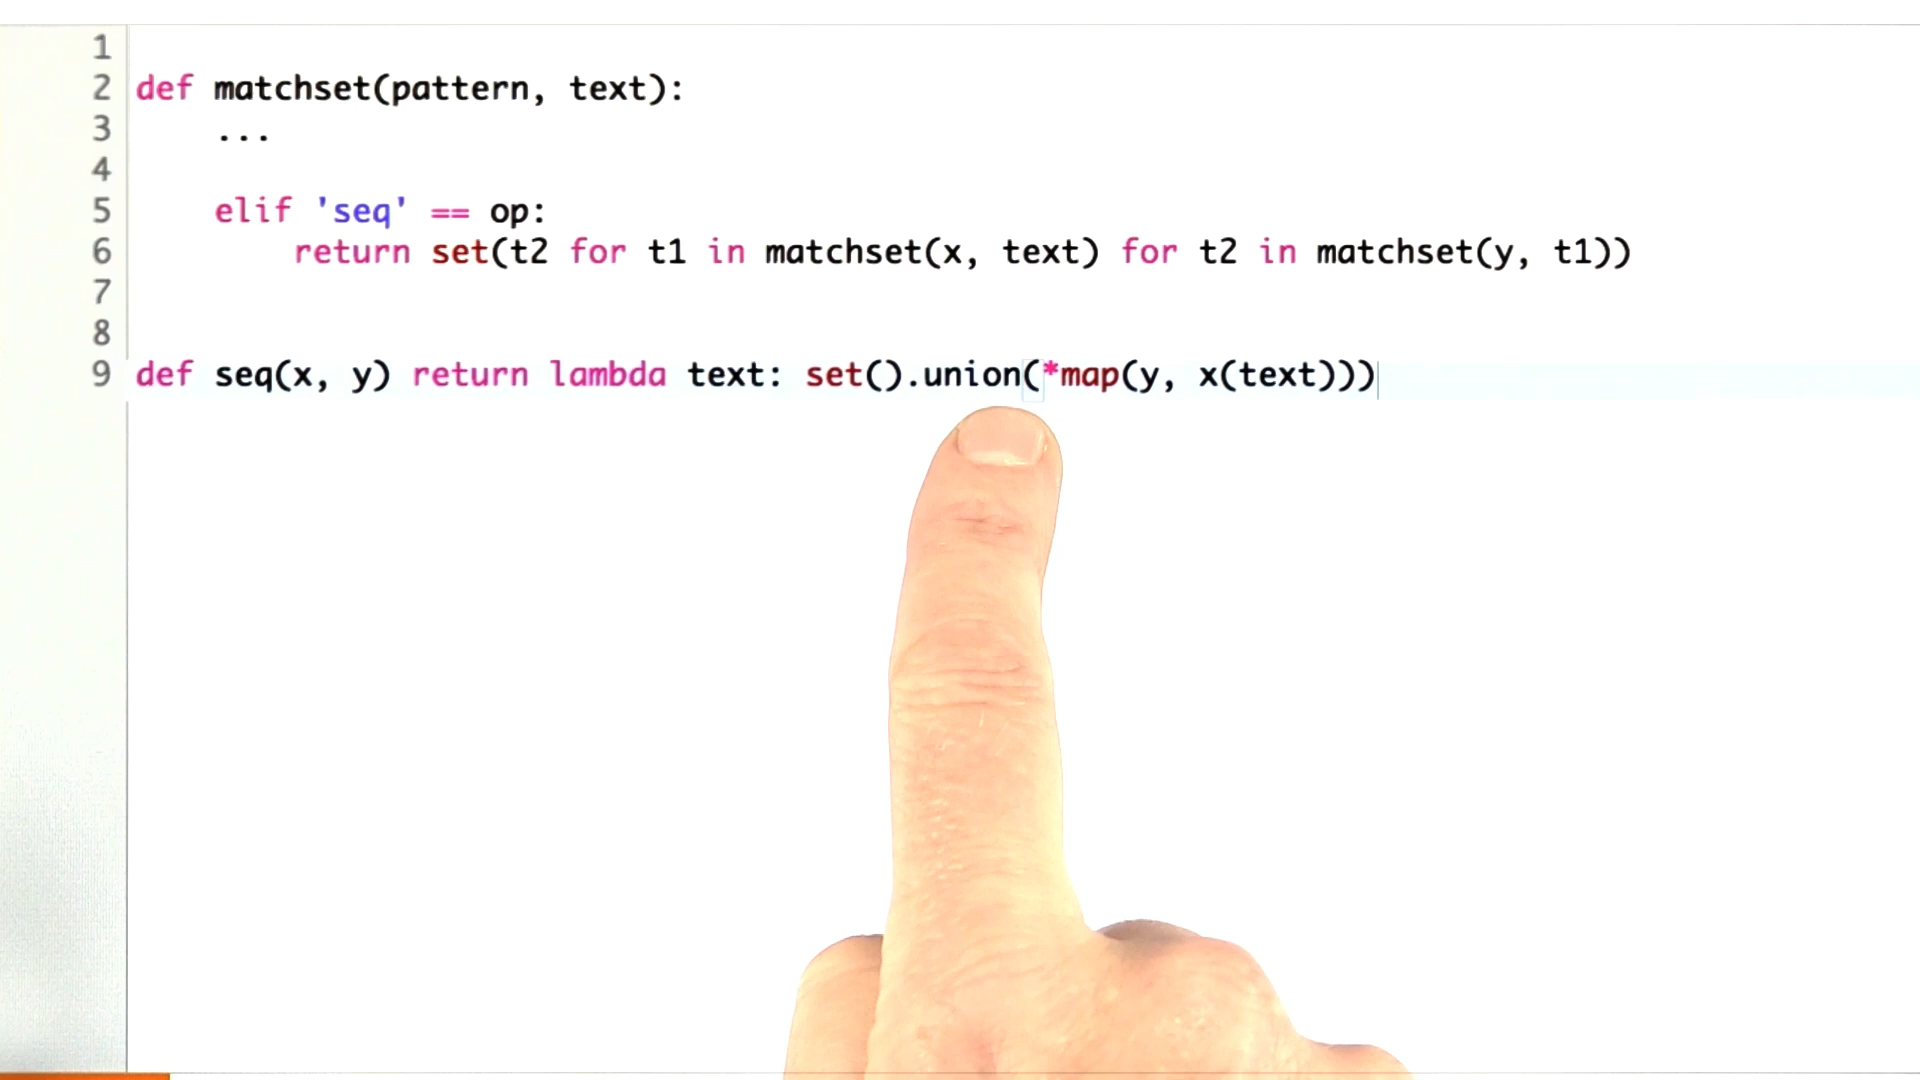 1
2 def matchset(pattern, text):
3 ...
4
5 elif 'seq' == op:
6 return set(t2 for t1 in matchset(x, text) for t2 in matchset(y, t1))
7
8
9 def seq(x, y) return lambda text: set().union(*map(y, x(text)))